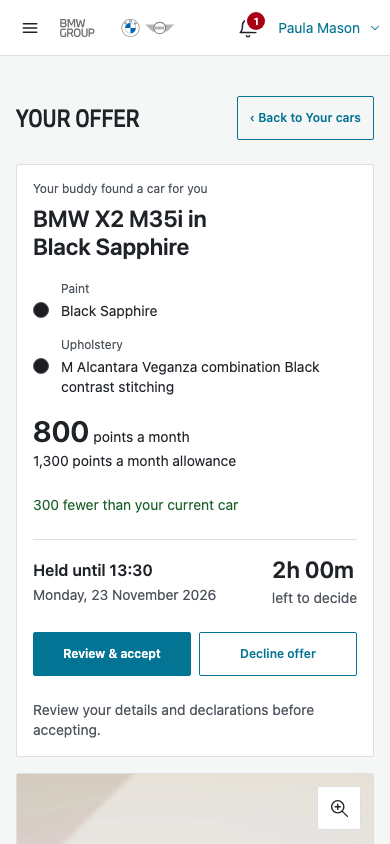 BMW
GROUP
1
Paula Mason
YOUR OFFER
‹ Back to Your cars
Your buddy found a car for you
BMW X2 M35i in
Black Sapphire
Paint
Black Sapphire
Upholstery
M Alcantara Veganza combination Black
contrast stitching
800 points a month
1,300 points a month allowance
300 fewer than your current car
Held until 13:30
2h 00m
Monday, 23 November 2026
left to decide
Review & accept
Decline offer
Review your details and declarations before
accepting.